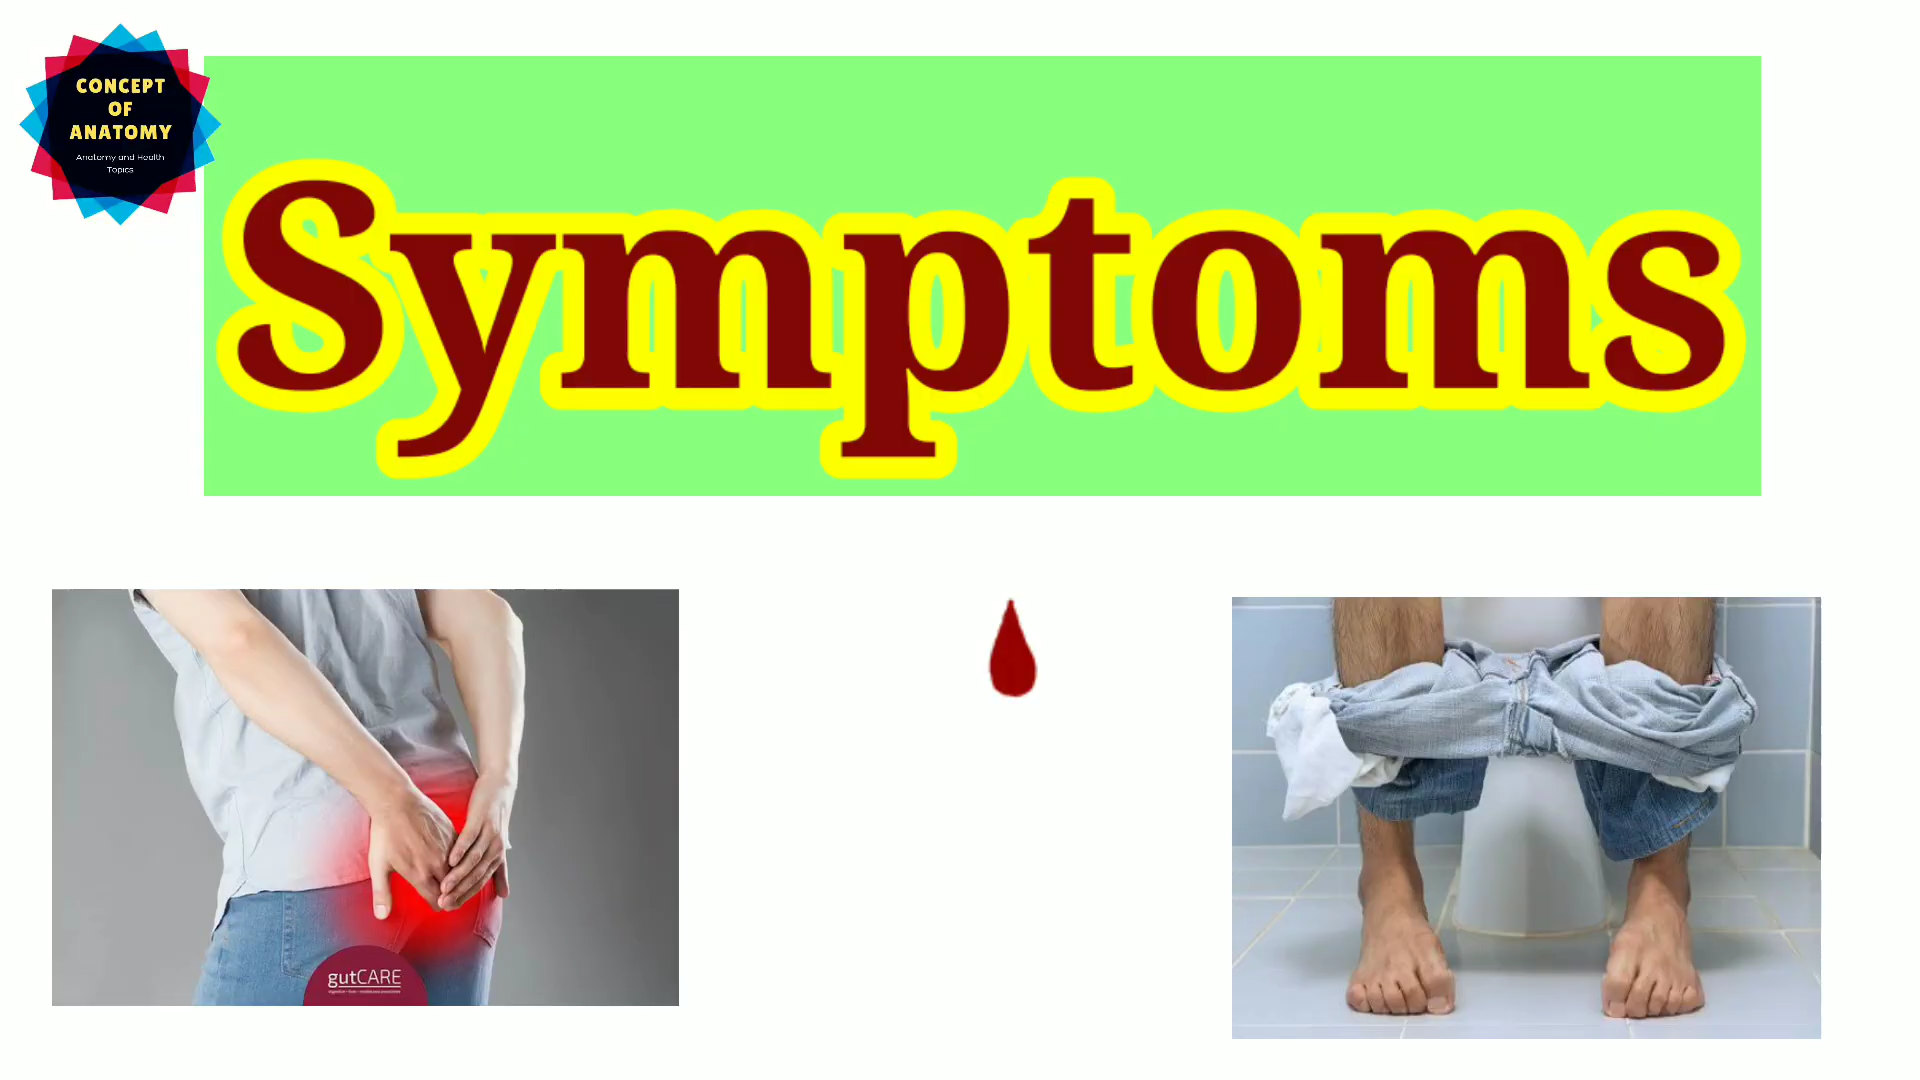 CONCEPT
OF
ANATOMY
Anatomy and Health
Topics
Symptoms
gutCARE